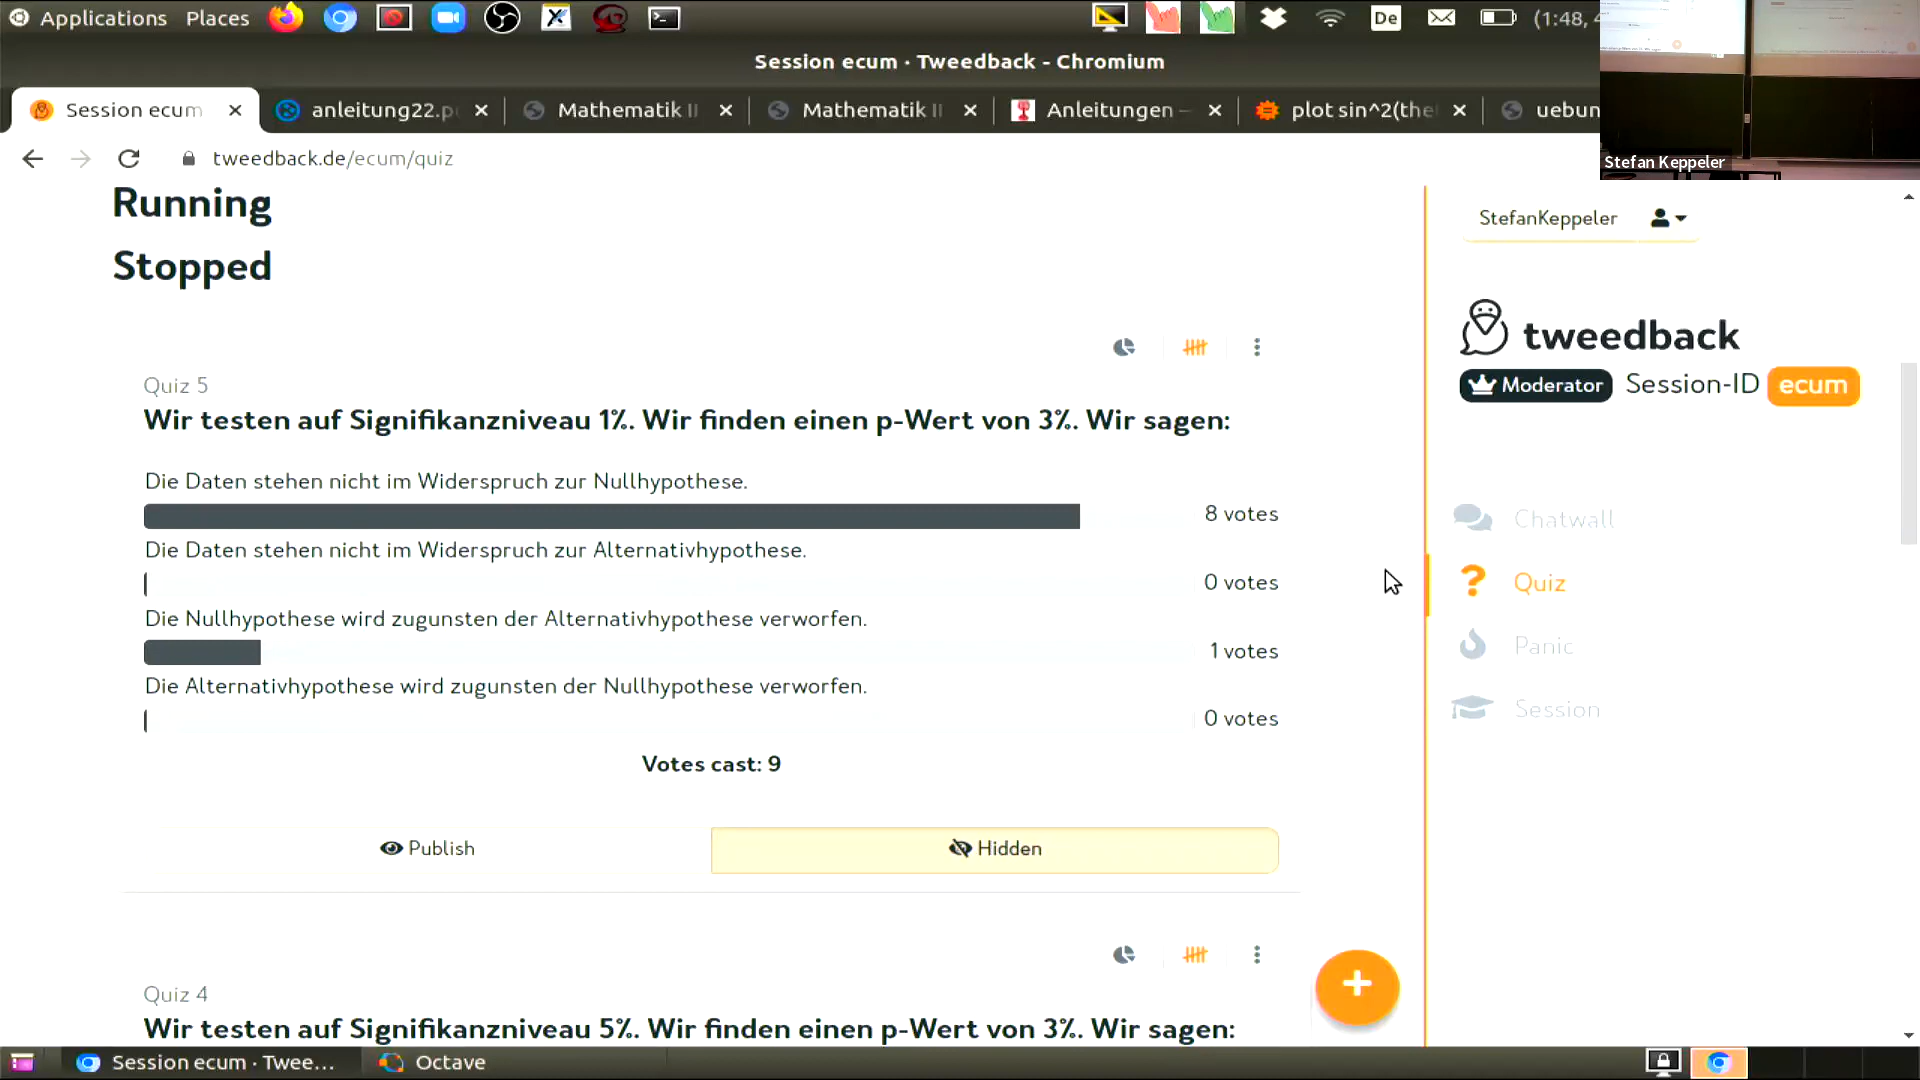 Applications Places De (1:48,
Session ecum · Tweedback - Chromium
Session ecum anleitung22.p Mathematik II Mathematik II Anleitungen – plot sin^2(the uebun
tweedback.de/ecum/quiz
Stefan Keppeler
Running
Stopped
StefanKeppeler
tweedback
Moderator Session-ID ecum
Quiz 5
Wir testen auf Signifikanzniveau 1%. Wir finden einen p-Wert von 3%. Wir sagen:
Die Daten stehen nicht im Widerspruch zur Nullhypothese.
8 votes
Die Daten stehen nicht im Widerspruch zur Alternativhypothese.
0 votes
Die Nullhypothese wird zugunsten der Alternativhypothese verworfen.
1 votes
Die Alternativhypothese wird zugunsten der Nullhypothese verworfen.
0 votes
Votes cast: 9
Publish Hidden
Chatwall
Quiz
Panic
Session
Quiz 4
Wir testen auf Signifikanzniveau 5%. Wir finden einen p-Wert von 3%. Wir sagen:
Session ecum · Twee... Octave